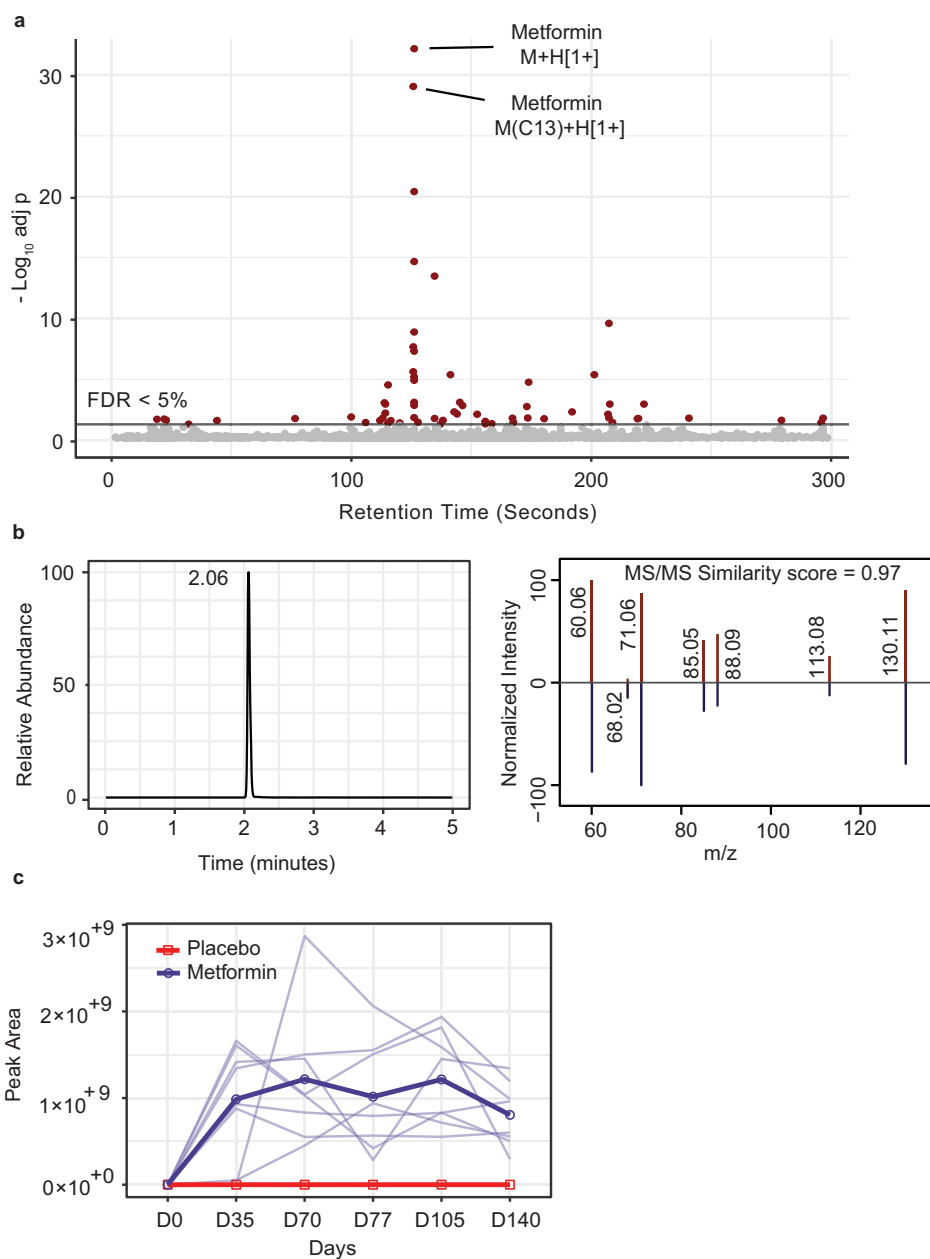 a
Metformin
M+H[1+]
Metformin
M(C13)+H[1+]
- Log10 adj p
30
20
10
0
FDR < 5%
0 100 200 300
Retention Time (Seconds)
b
2.06
100
50
0
Relative Abundance
0 1 2 3 4 5
Time (minutes)
MS/MS Similarity score = 0.97
100
0
−100
Normalized Intensity
60.06
68.02
71.06
85.05
88.09
113.08
130.11
60 80 100 120
m/z
c
Placebo
Metformin
3×10+9
2×10+9
1×10+9
0×10+0
Peak Area
D0 D35 D70 D77 D105 D140
Days